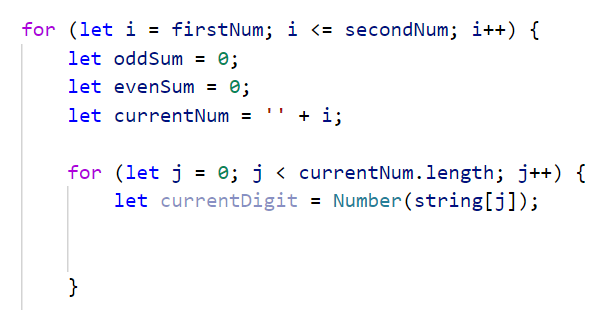 for (let i = firstNum; i <= secondNum; i++) {
    let oddSum = 0;
    let evenSum = 0;
    let currentNum = '' + i;
    for (let j = 0; j < currentNum.length; j++) {
        let currentDigit = Number(string[j]);
    }